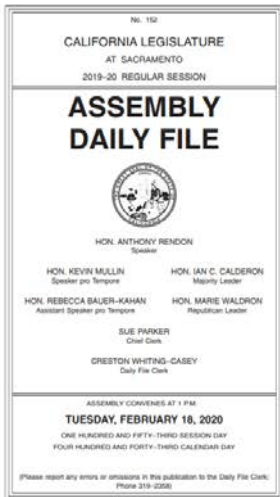 No. 152
CALIFORNIA LEGISLATURE
AT SACRAMENTO
2019–20 REGULAR SESSION
ASSEMBLY
DAILY FILE
HON. ANTHONY RENDON
Speaker
HON. KEVIN MULLIN
Speaker pro Tempore
HON. IAN C. CALDERON
Majority Leader
HON. REBECCA BAUER–KAHAN
Assistant Speaker pro Tempore
HON. MARIE WALDRON
Republican Leader
SUE PARKER
Chief Clerk
CRESTON WHITING–CASEY
Daily File Clerk
ASSEMBLY CONVENES AT 1 P.M.
TUESDAY, FEBRUARY 18, 2020
ONE HUNDRED AND FIFTY–THIRD SESSION DAY
FOUR HUNDRED AND FORTY–THIRD CALENDAR DAY
(Please report any errors or omissions in this publication to the Daily File Clerk:
Phone 319–2358)